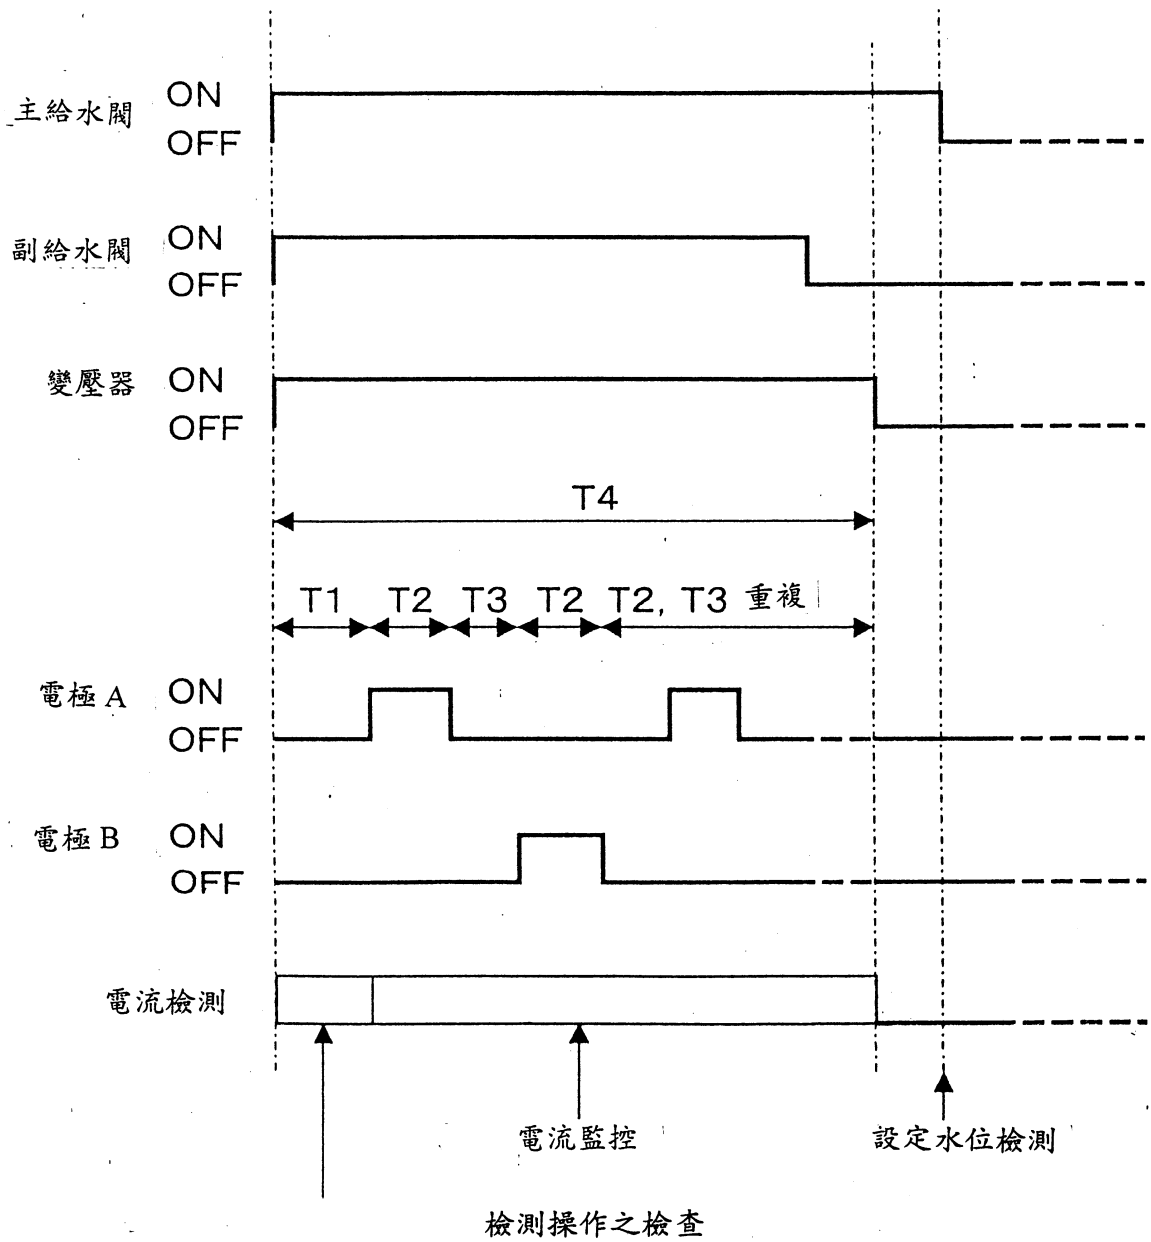 主給水閥 ON
OFF
副給水閥 ON
OFF
變壓器 ON
OFF
T4
T1 T2 T3 T2 T2, T3 重複
電極A ON
OFF
電極B ON
OFF
電流檢測
電流監控
設定水位檢測
檢測操作之檢查